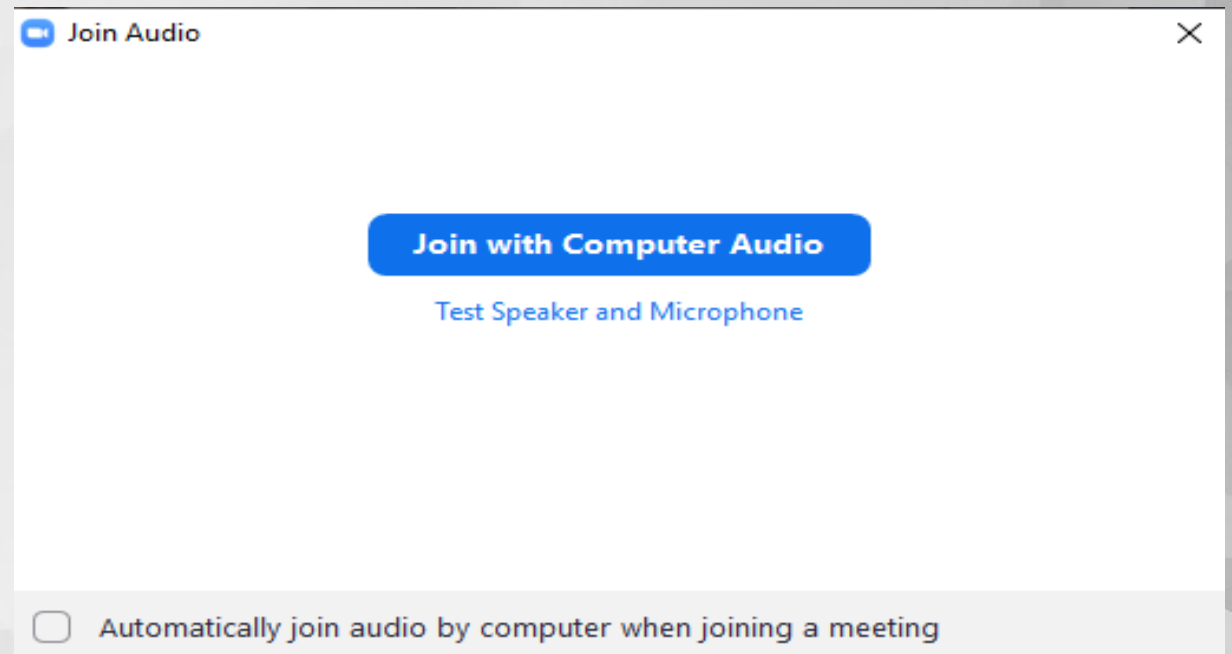 Join Audio
Join with Computer Audio
Test Speaker and Microphone
Automatically join audio by computer when joining a meeting